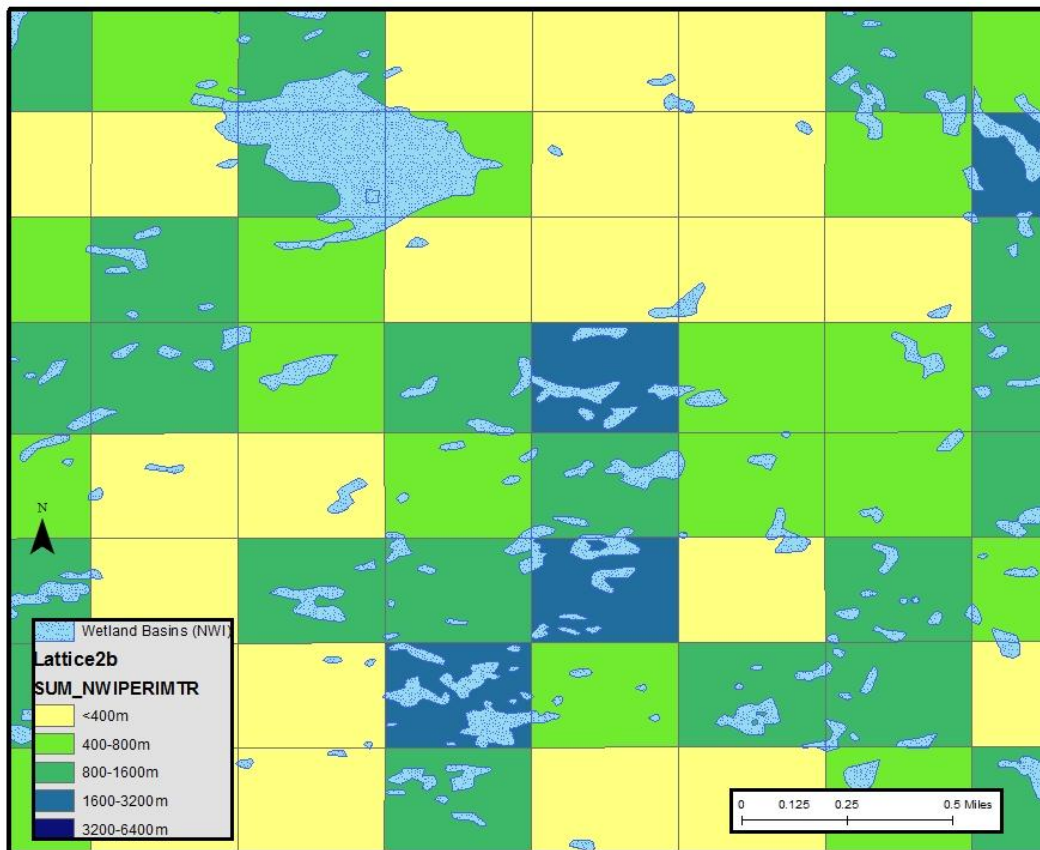 N
Wetland Basins (NWI)
Lattice2b
SUM_NWIPERIMTR
<400m
400-800m
800-1600m
1600-3200m
3200-6400m
0 0.125 0.25 0.5 Miles